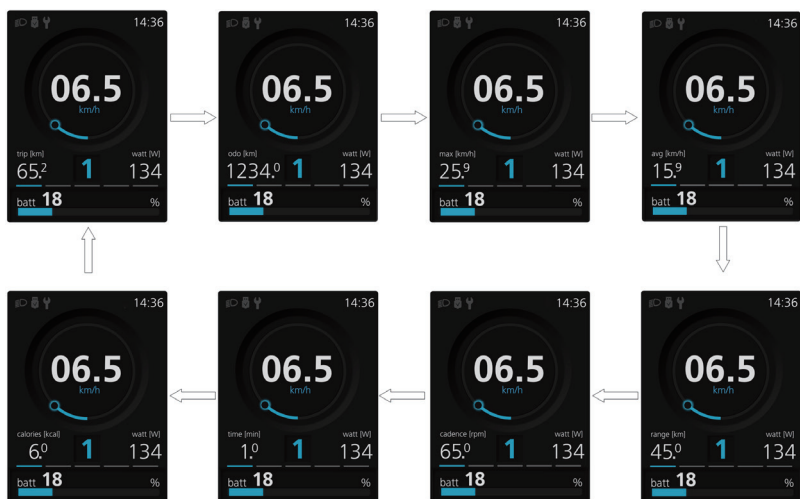 14:36
06.5
km/h
trip [km] watt [W]
65.2 1 134
batt 18 %
14:36
06.5
km/h
odo [km] watt [W]
1234.0 1 134
batt 18 %
14:36
06.5
km/h
max [km/h] watt [W]
25.9 1 134
batt 18 %
14:36
06.5
km/h
avg [km/h] watt [W]
15.9 1 134
batt 18 %
14:36
06.5
km/h
calories [kcal] watt [W]
6.0 1 134
batt 18 %
14:36
06.5
km/h
time [min] watt [W]
1.0 1 134
batt 18 %
14:36
06.5
km/h
cadence [rpm] watt [W]
65.0 1 134
batt 18 %
14:36
06.5
km/h
range [km] watt [W]
45.0 1 134
batt 18 %